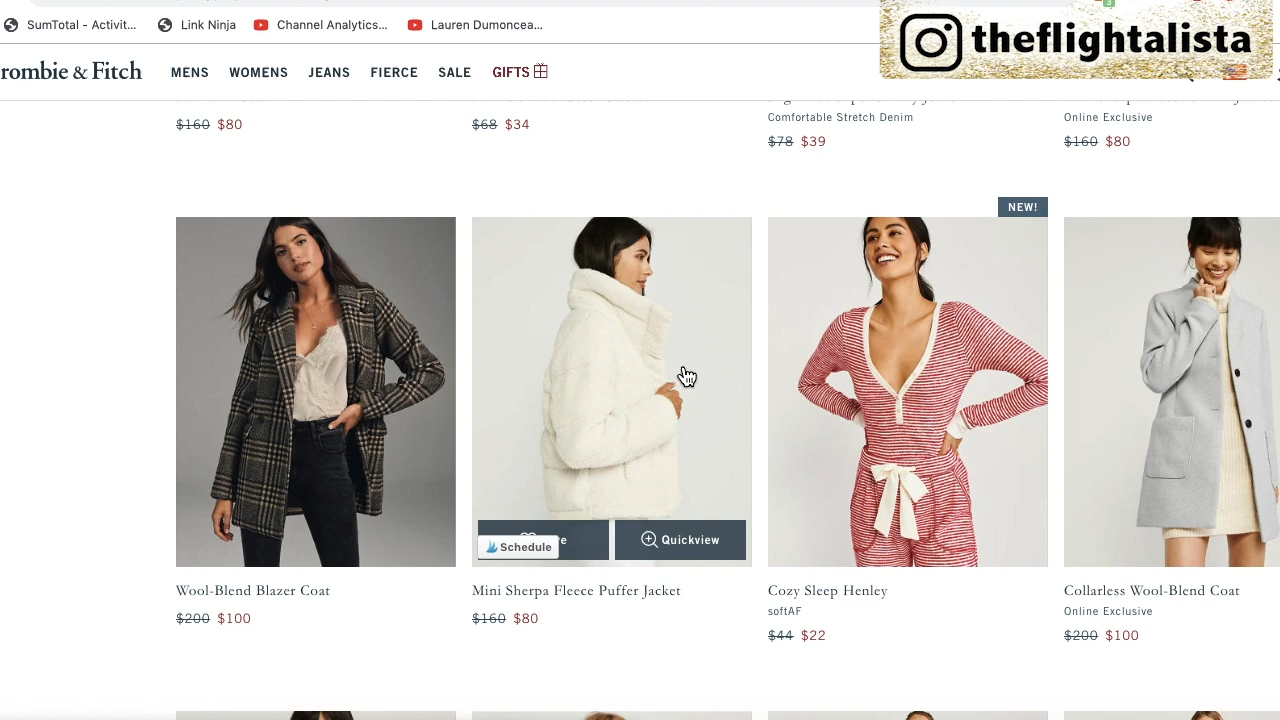 SumTotal - Activit... Link Ninja Channel Analytics... Lauren Dumoncea...
theflightalista
rombie & Fitch MENS WOMENS JEANS FIERCE SALE GIFTS
$160 $80
$68 $34
Comfortable Stretch Denim
$78 $39
Online Exclusive
$160 $80
NEW!
Schedule
Quickview
Wool-Blend Blazer Coat
$200 $100
Mini Sherpa Fleece Puffer Jacket
$160 $80
Cozy Sleep Henley
softAF
$44 $22
Collarless Wool-Blend Coat
Online Exclusive
$200 $100